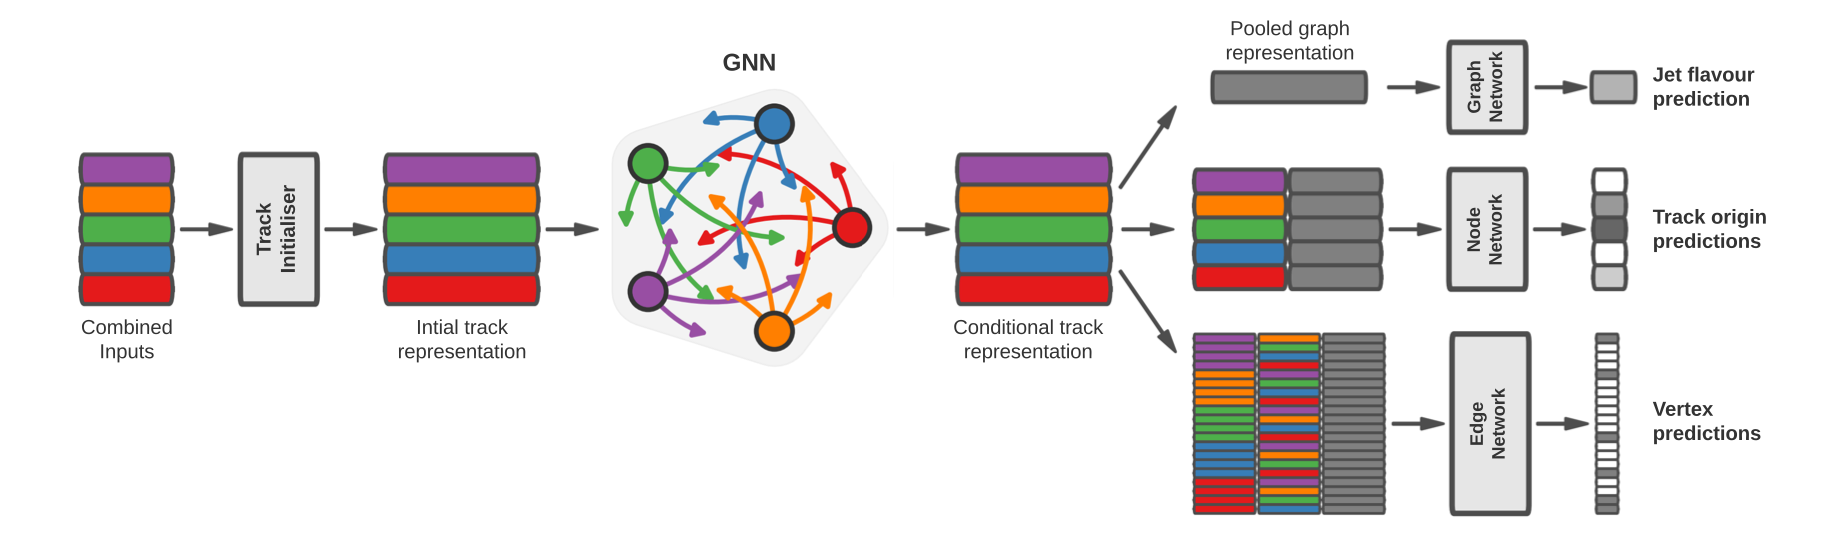 Combined
Inputs
Track
Initialiser
Intial track
representation
GNN
Conditional track
representation
Pooled graph
representation
Graph
Network
Jet flavour
prediction
Node
Network
Track origin
predictions
Edge
Network
Vertex
predictions